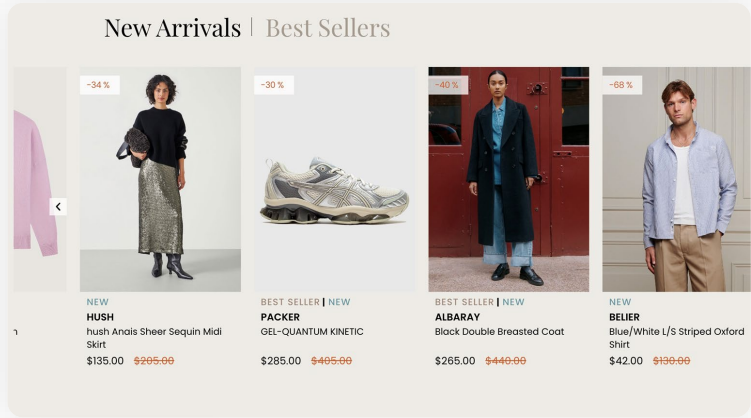 New Arrivals | Best Sellers
-34 %
-30 %
-40 %
-68 %
NEW
HUSH
hush Anais Sheer Sequin Midi
Skirt
$135.00 $205.00
BEST SELLER | NEW
PACKER
GEL-QUANTUM KINETIC
$285.00 $405.00
BEST SELLER | NEW
ALBARAY
Black Double Breasted Coat
$265.00 $440.00
NEW
BELIER
Blue/White L/S Striped Oxford
Shirt
$42.00 $130.00